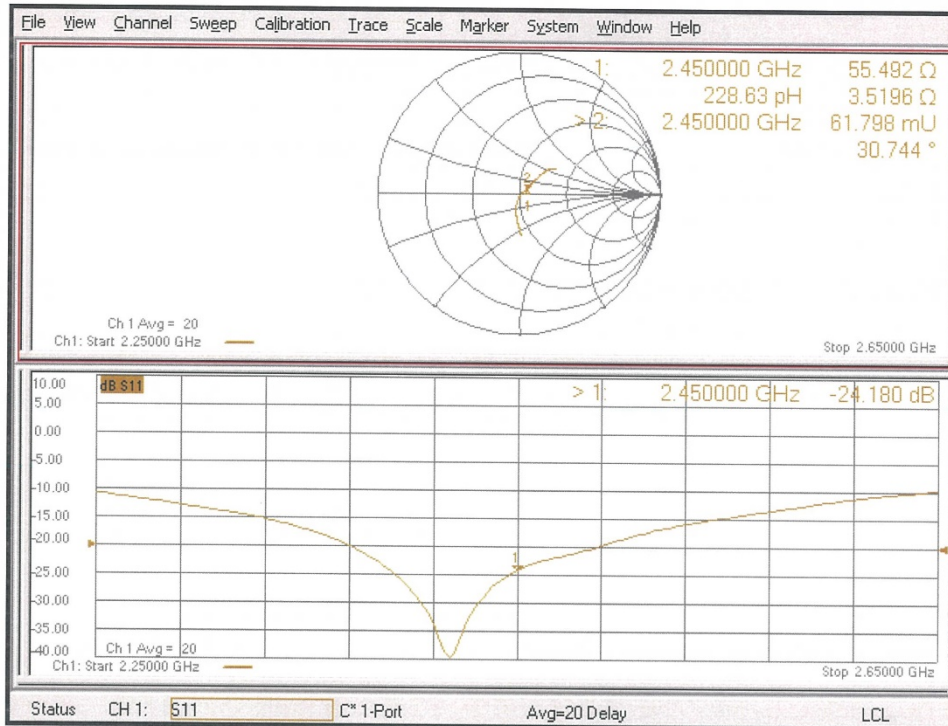 File View Channel Sweep Calibration Trace Scale Marker System Window Help
1: 2.450000 GHz 55.492 Ω
228.63 pH 3.5196 Ω
> 2: 2.450000 GHz 61.798 mU
30.744 °
2
1
Ch 1 Avg = 20
Ch1: Start 2.25000 GHz
Stop 2.65000 GHz
10.00 dB S11 > 1: 2.450000 GHz -24.180 dB
5.00
0.00
-5.00
-10.00
-15.00
-20.00
1
-25.00
-30.00
-35.00
-40.00
Ch 1 Avg = 20
Ch1: Start 2.25000 GHz
Stop 2.65000 GHz
Status CH 1: S11 C* 1-Port Avg=20 Delay LCL